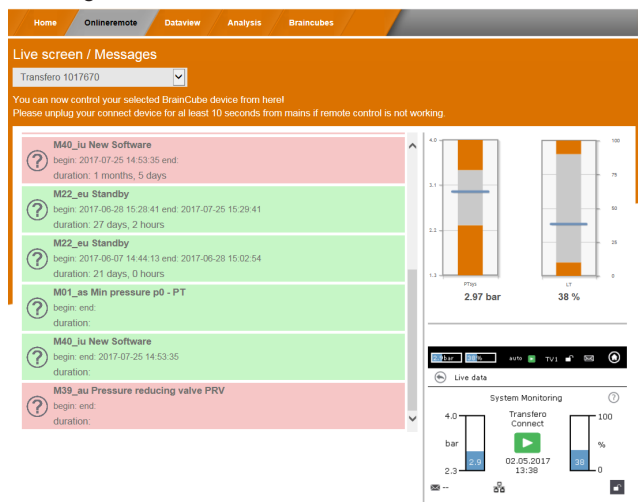 Home Onlineremote Dataview Analysis Braincubes
Live screen / Messages
Transfero 1017670
You can now control your selected BrainCube device from here!
Please unplug your connect device for al least 10 seconds from mains if remote control is not working.
M40_iu New Software
begin: 2017-07-25 14:53:35 end:
duration: 1 months, 5 days
M22_eu Standby
begin: 2017-06-28 15:28:41 end: 2017-07-25 15:29:41
duration: 27 days, 2 hours
M22_eu Standby
begin: 2017-06-07 14:44:13 end: 2017-06-28 15:02:54
duration: 21 days, 0 hours
M01_as Min pressure p0 - PT
begin: end:
duration:
M40_iu New Software
begin: end: 2017-07-25 14:53:35
duration:
M39_au Pressure reducing valve PRV
begin: end:
duration:
4.0
3.1
2.2
1.3
PTsys
2.97 bar
100
75
50
25
0
LT
38 %
2.9bar 38% auto TV1
Live data
System Monitoring
Transfero
Connect
4.0
bar
2.3
2.9
02.05.2017
13:38
100
%
0
38
--